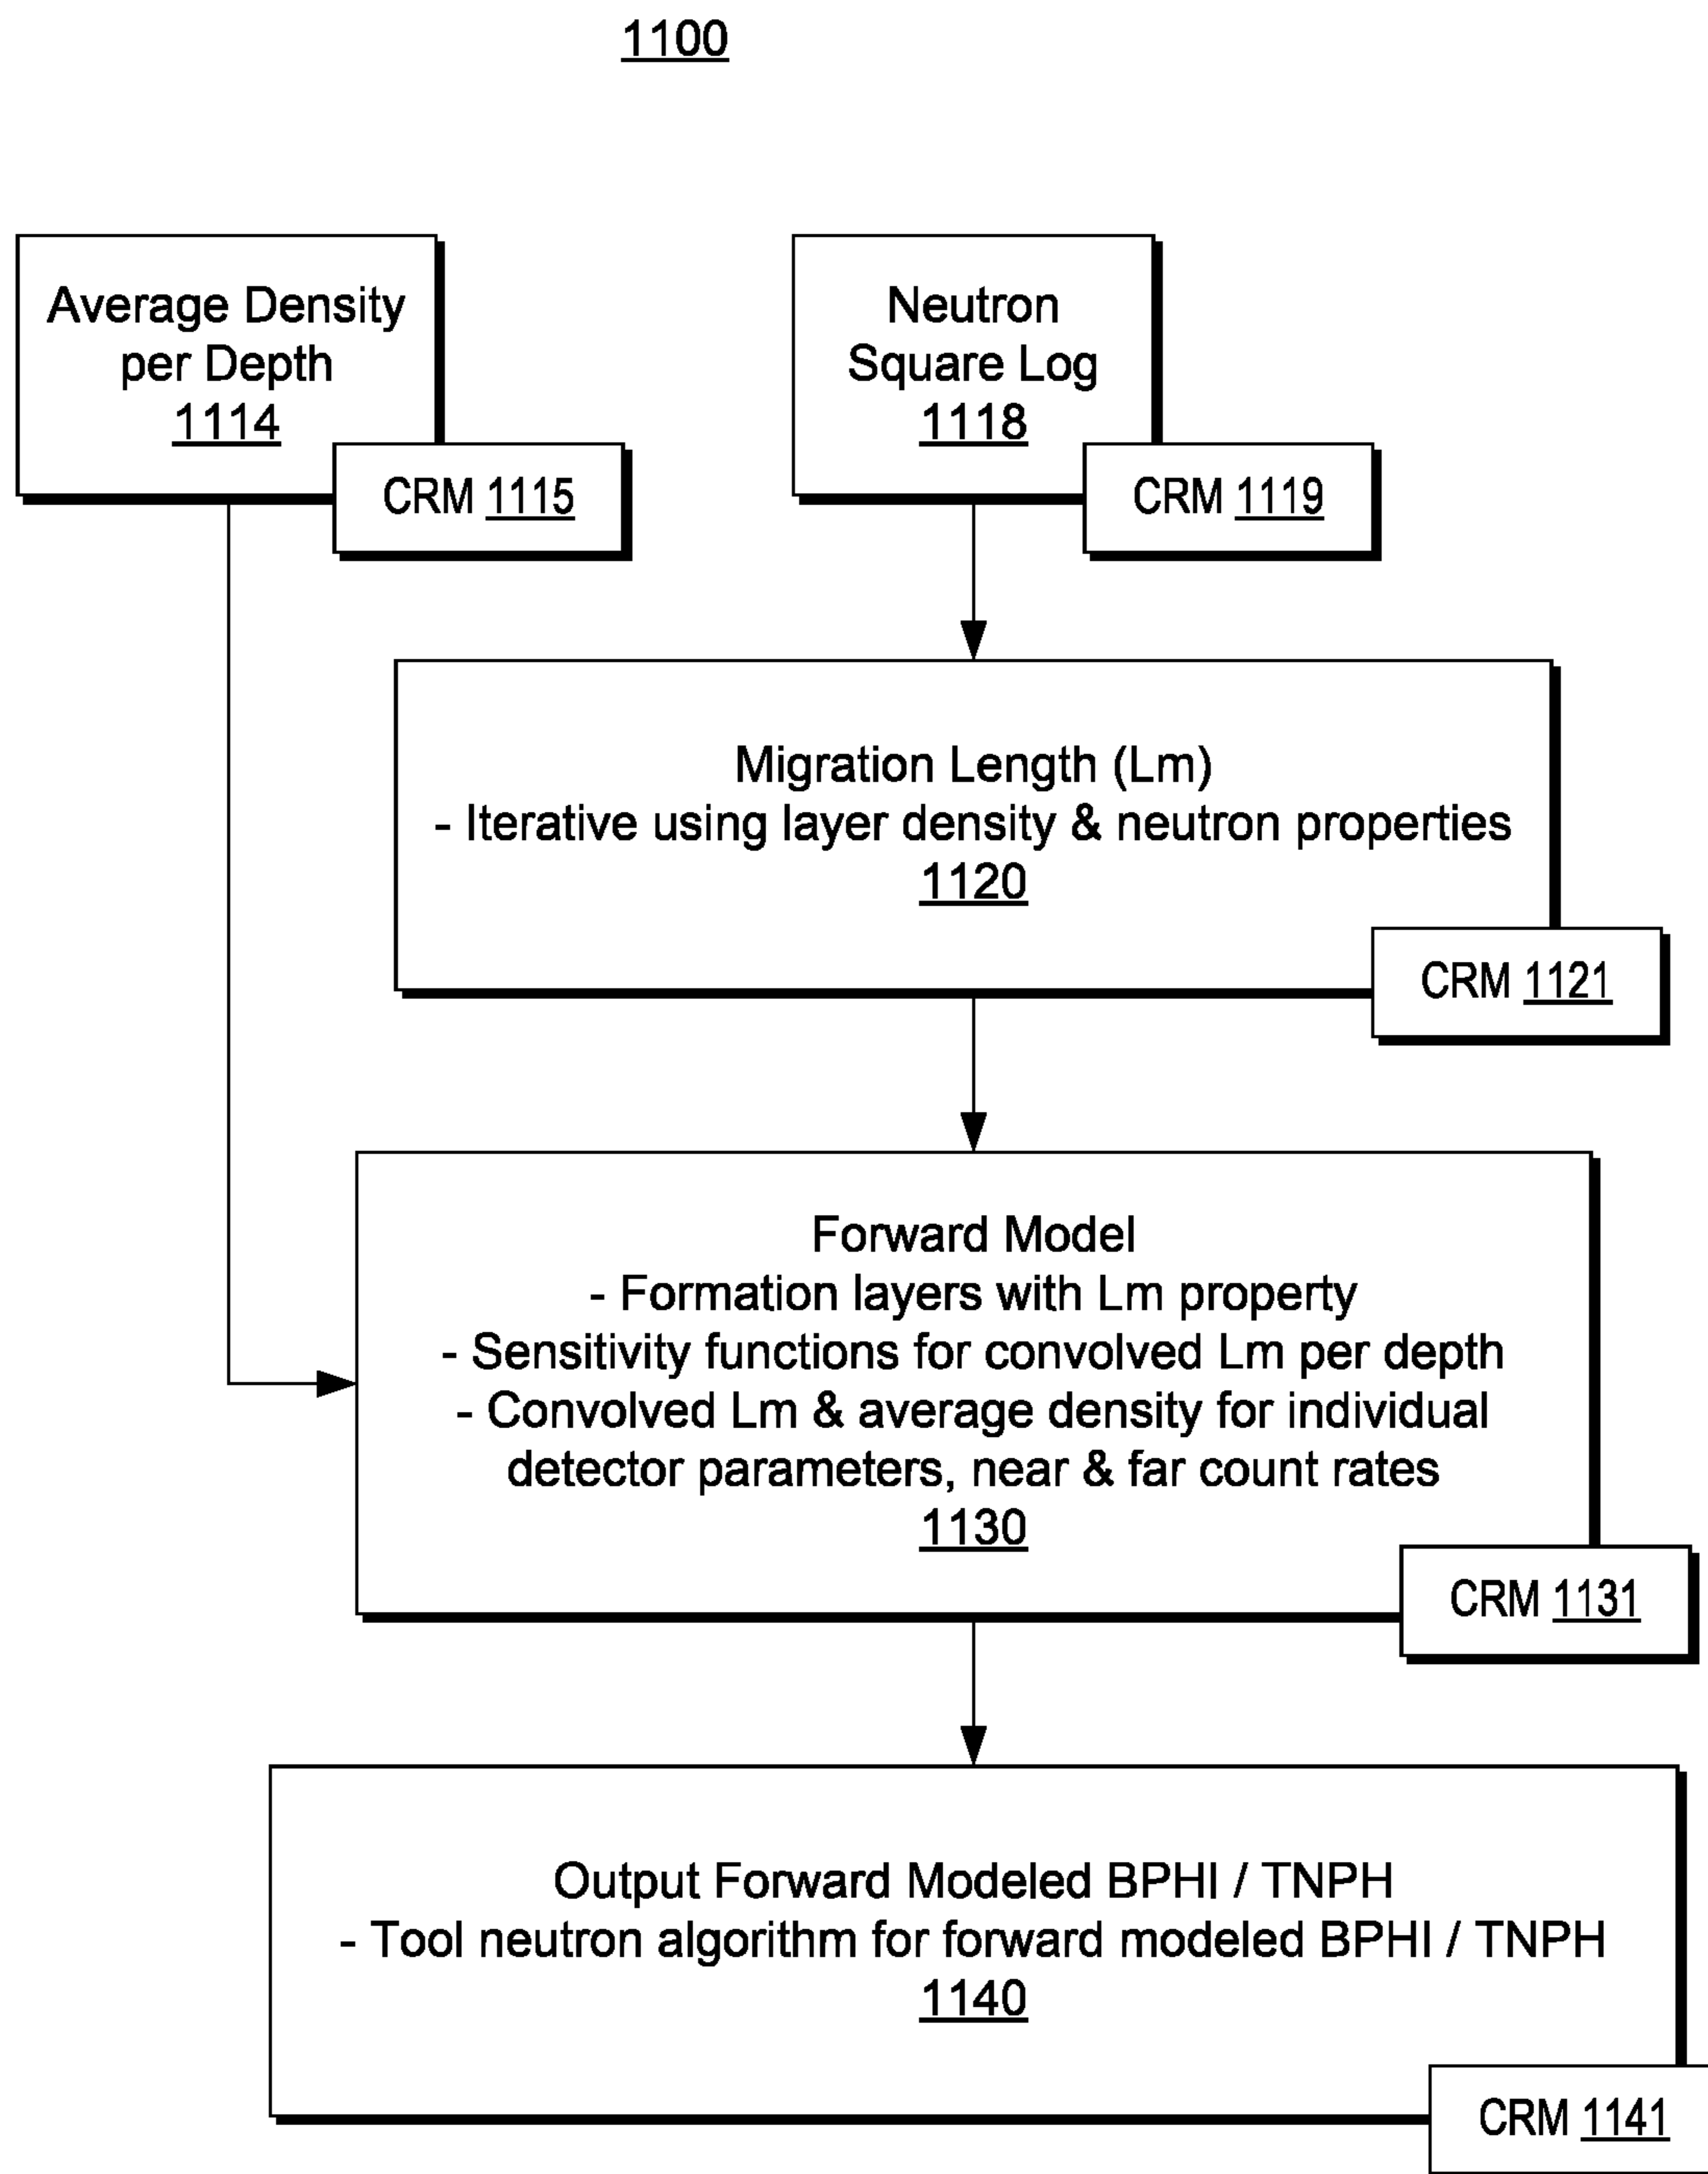 1100
Average Density
per Depth
1114
CRM 1115
Neutron
Square Log
1118
CRM 1119
Migration Length (Lm)
- Iterative using layer density & neutron properties
1120
CRM 1121
Forward Model
- Formation layers with Lm property
- Sensitivity functions for convolved Lm per depth
- Convolved Lm & average density for individual
detector parameters, near & far count rates
1130
CRM 1131
Output Forward Modeled BPHI / TNPH
- Tool neutron algorithm for forward modeled BPHI / TNPH
1140
CRM 1141